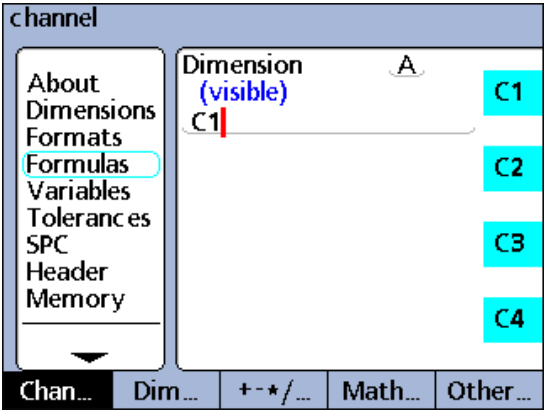 channel
About
Dimensions
Formats
Formulas
Variables
Tolerances
SPC
Header
Memory
Dimension A
(visible)
C1
C1
C2
C3
C4
Chan... Dim... +-*/... Math... Other...